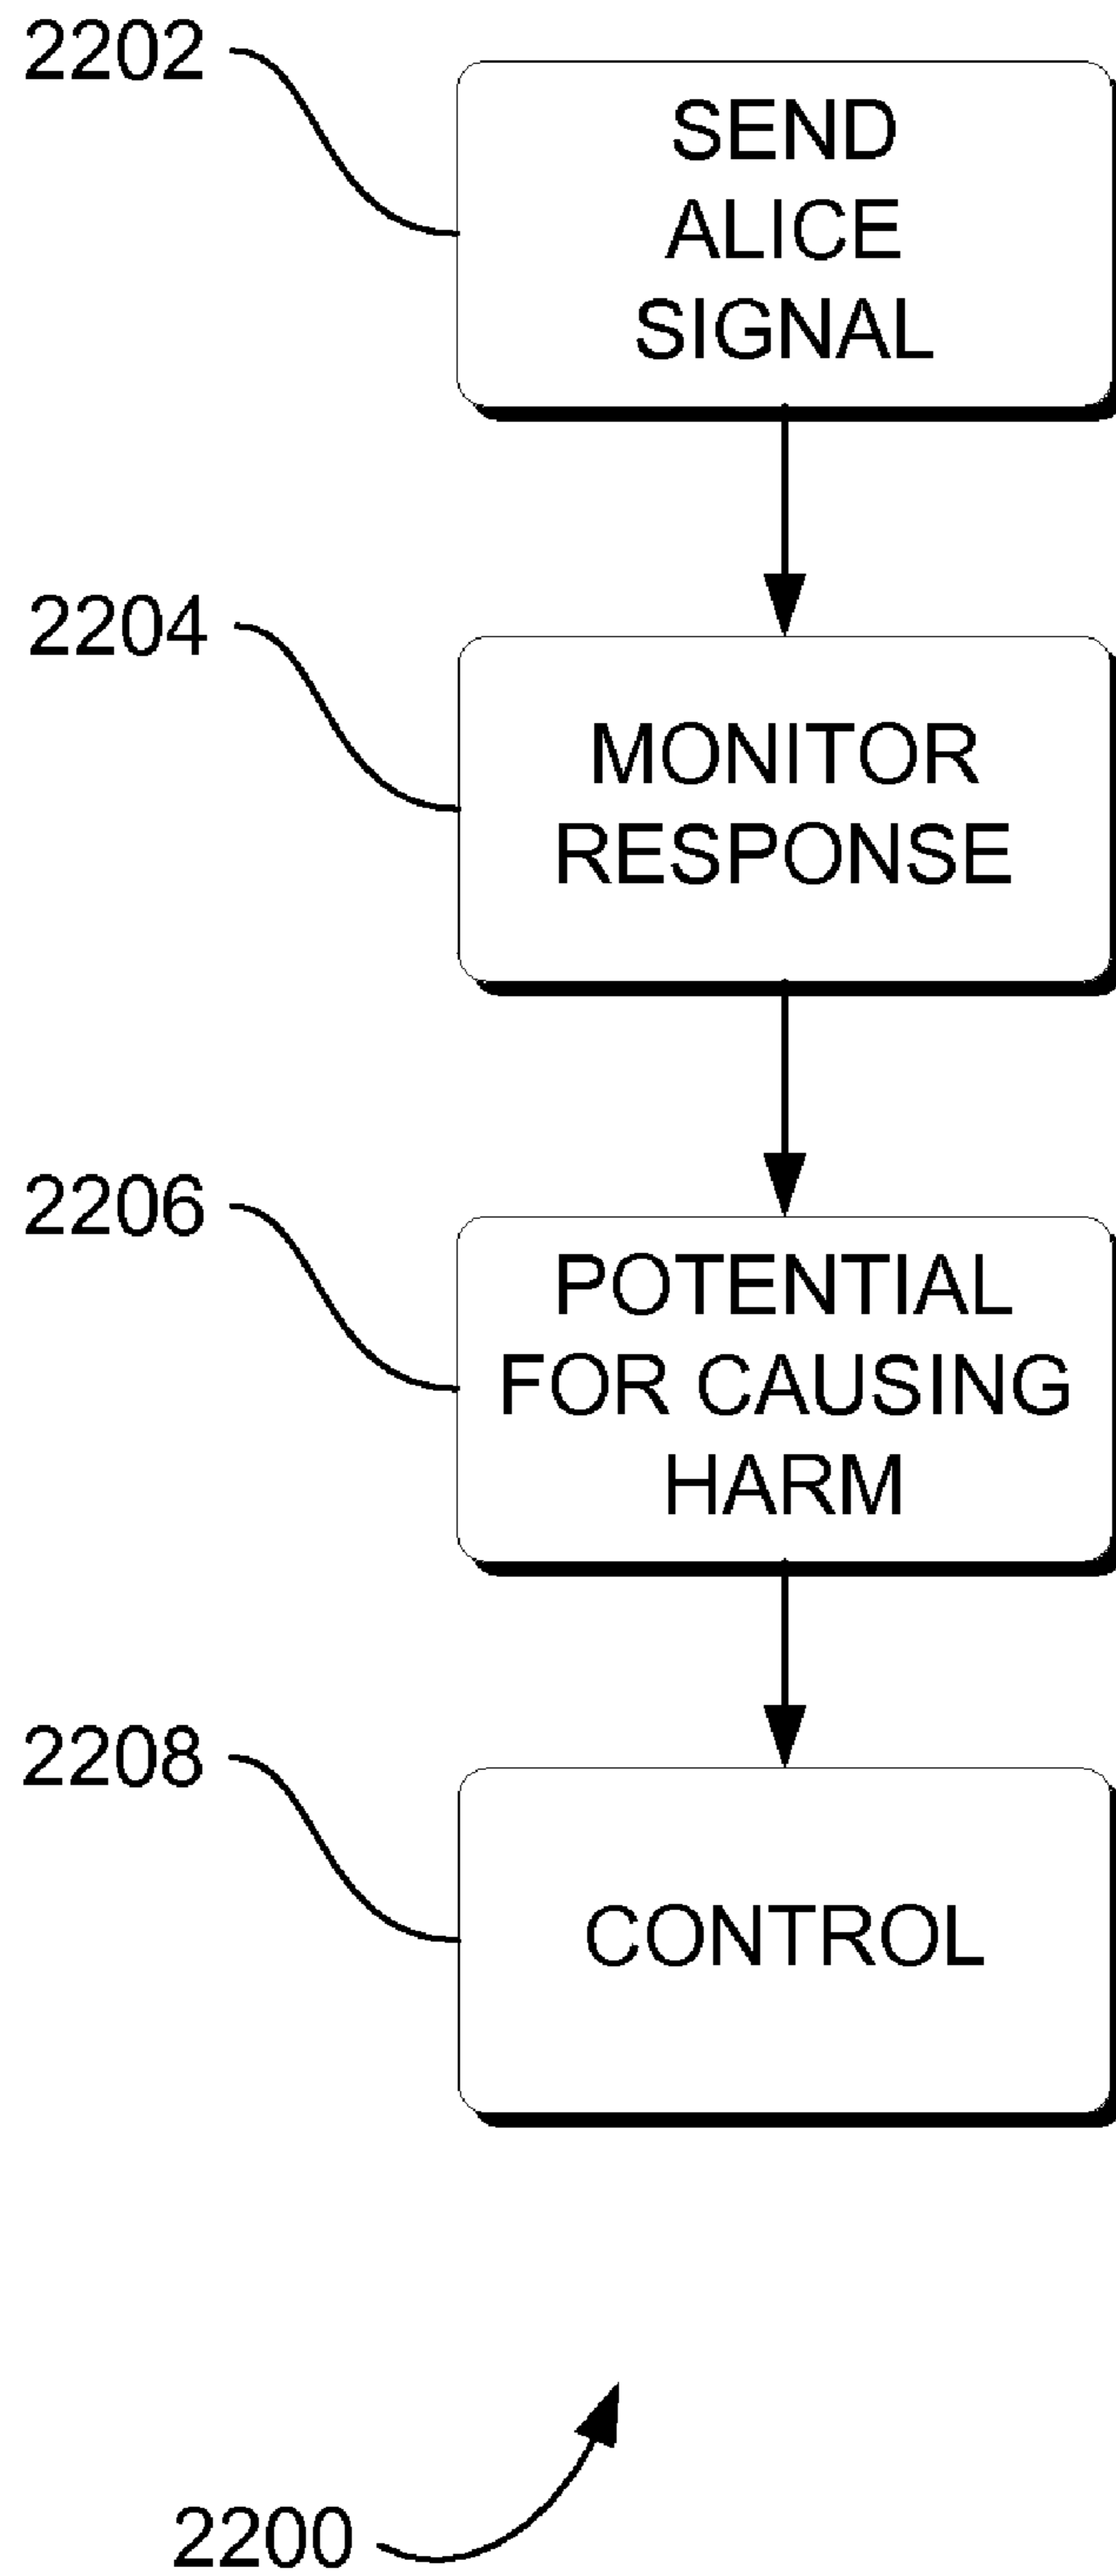 2202
SEND
ALICE
SIGNAL
2204
MONITOR
RESPONSE
2206
POTENTIAL
FOR CAUSING
HARM
2208
CONTROL
2200